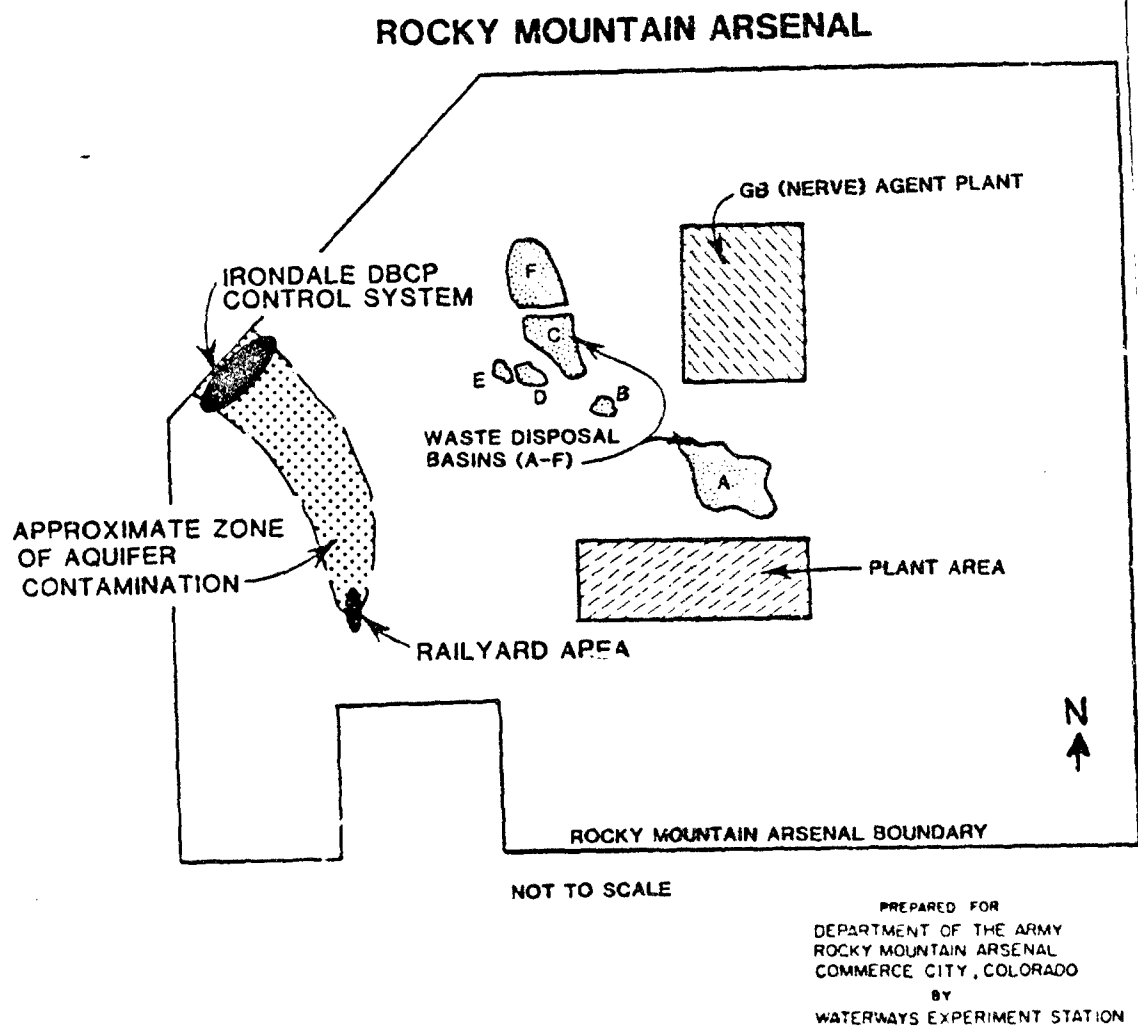 ROCKY MOUNTAIN ARSENAL
GB (NERVE) AGENT PLANT
IRONDALE DBCP
CONTROL SYSTEM
F
C
E
D
B
WASTE DISPOSAL
BASINS (A-F)
A
APPROXIMATE ZONE
OF AQUIFER
CONTAMINATION
PLANT AREA
RAILYARD AREA
N
ROCKY MOUNTAIN ARSENAL BOUNDARY
NOT TO SCALE
PREPARED FOR
DEPARTMENT OF THE ARMY
ROCKY MOUNTAIN ARSENAL
COMMERCE CITY, COLORADO
BY
WATERWAYS EXPERIMENT STATION